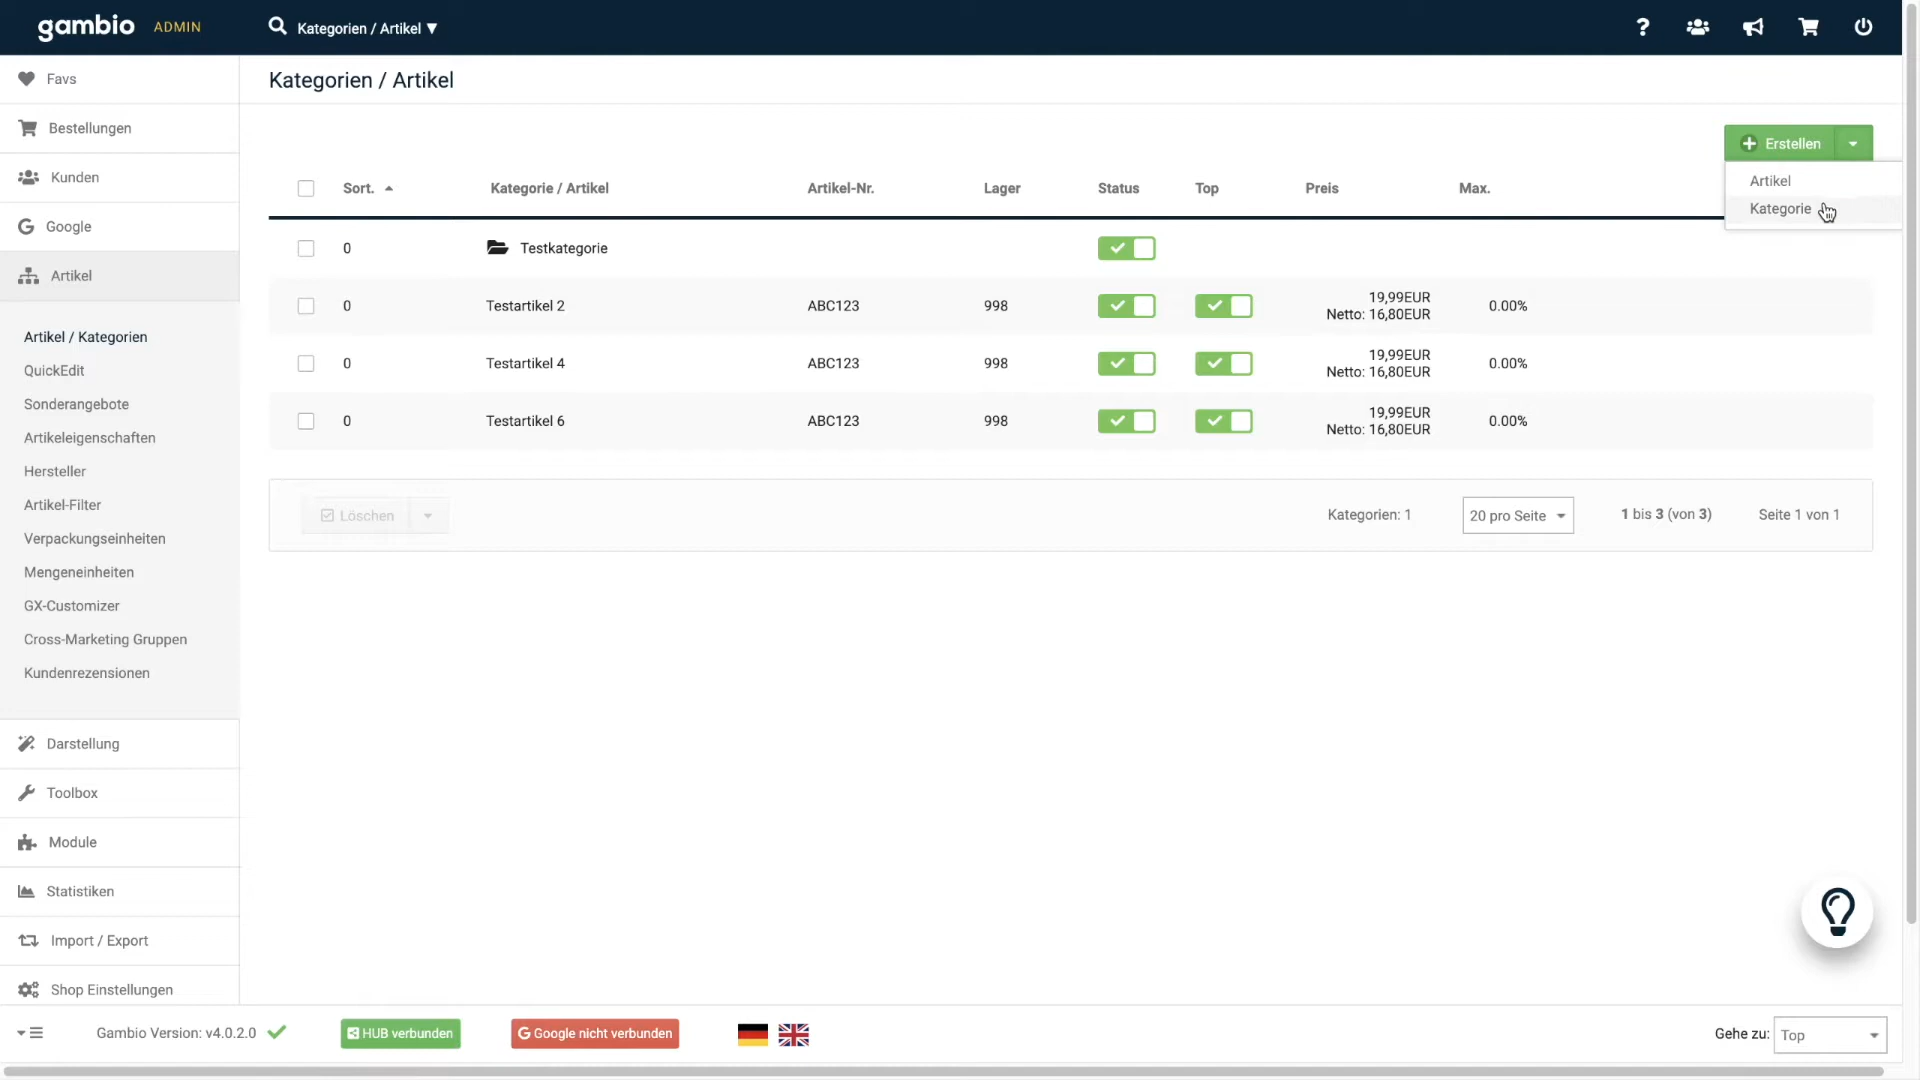 gambio ADMIN
Kategorien / Artikel ▼
?
Favs
Bestellungen
Kunden
Google
Artikel
Artikel / Kategorien
QuickEdit
Sonderangebote
Artikeleigenschaften
Hersteller
Artikel-Filter
Verpackungseinheiten
Mengeneinheiten
GX-Customizer
Cross-Marketing Gruppen
Kundenrezensionen
Darstellung
Toolbox
Module
Statistiken
Import / Export
Shop Einstellungen
Kategorien / Artikel
Erstellen
Artikel
Kategorie
Sort. Kategorie / Artikel Artikel-Nr. Lager Status Top Preis Max.
0 Testkategorie
0 Testartikel 2 ABC123 998 19,99EUR 0.00%
Netto: 16,80EUR
0 Testartikel 4 ABC123 998 19,99EUR 0.00%
Netto: 16,80EUR
0 Testartikel 6 ABC123 998 19,99EUR 0.00%
Netto: 16,80EUR
Löschen Kategorien: 1 20 pro Seite 1 bis 3 (von 3) Seite 1 von 1
Gambio Version: v4.0.2.0 HUB verbunden G Google nicht verbunden Gehe zu: Top